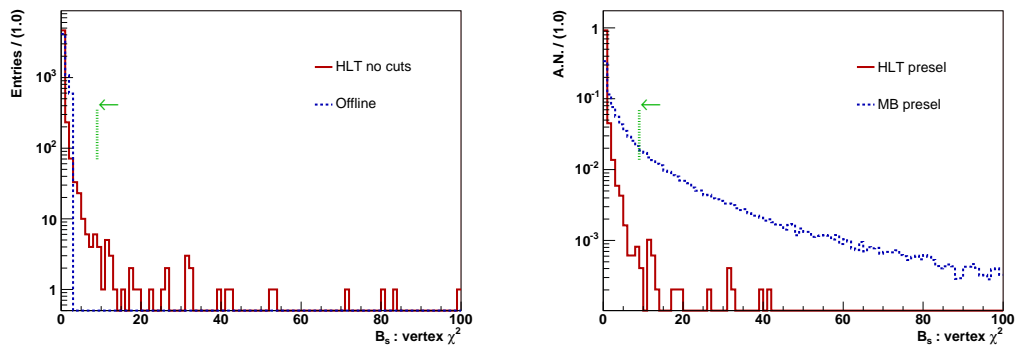 Entries / (1.0)
10³
10²
10
1
HLT no cuts
Offline
0 20 40 60 80 100
Bₛ : vertex χ²
A.N. / (1.0)
1
10⁻¹
10⁻²
10⁻³
HLT presel
MB presel
0 20 40 60 80 100
Bₛ : vertex χ²